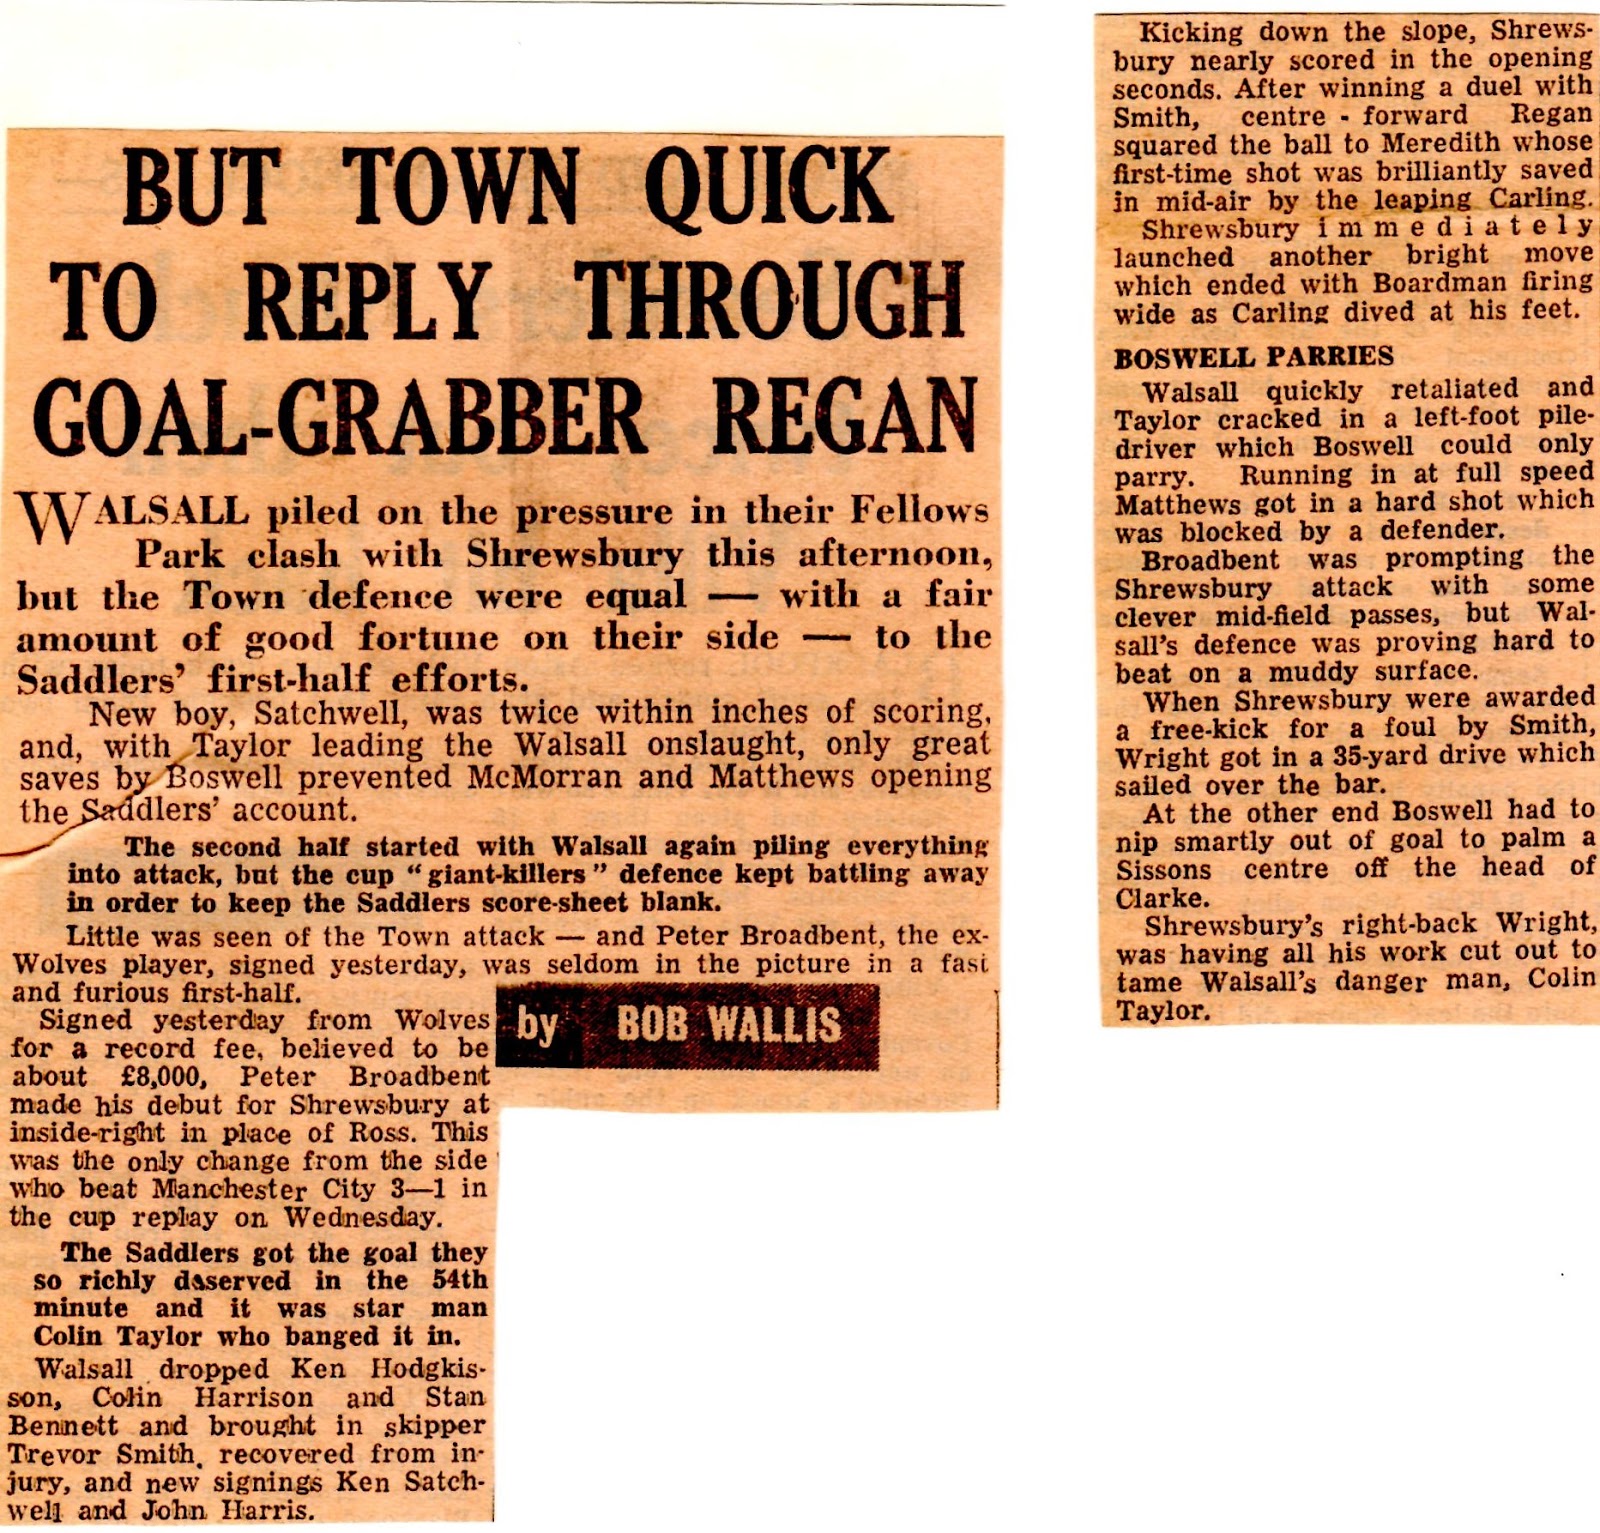 BUT TOWN QUICK
TO REPLY THROUGH
GOAL-GRABBER REGAN
WALSALL piled on the pressure in their Fellows
Park clash with Shrewsbury this afternoon,
but the Town defence were equal — with a fair
amount of good fortune on their side — to the
Saddlers' first-half efforts.
New boy, Satchwell, was twice within inches of scoring,
and, with Taylor leading the Walsall onslaught, only great
saves by Boswell prevented McMorran and Matthews opening
the Saddlers' account.
The second half started with Walsall again piling everything
into attack, but the cup "giant-killers" defence kept battling away
in order to keep the Saddlers score-sheet blank.
Little was seen of the Town attack — and Peter Broadbent, the ex-
Wolves player, signed yesterday, was seldom in the picture in a fast
and furious first-half.
by BOB WALLIS
Signed yesterday from Wolves
for a record fee, believed to be
about £8,000, Peter Broadbent
made his debut for Shrewsbury at
inside-right in place of Ross. This
was the only change from the side
who beat Manchester City 3—1 in
the cup replay on Wednesday.
The Saddlers got the goal they
so richly deserved in the 54th
minute and it was star man
Colin Taylor who banged it in.
Walsall dropped Ken Hodgkis-
son, Colin Harrison and Stan
Bennett and brought in skipper
Trevor Smith, recovered from in-
jury, and new signings Ken Satch-
well and John Harris.
Kicking down the slope, Shrews-
bury nearly scored in the opening
seconds. After winning a duel with
Smith, centre - forward Regan
squared the ball to Meredith whose
first-time shot was brilliantly saved
in mid-air by the leaping Carling.
Shrewsbury immediately
launched another bright move
which ended with Boardman firing
wide as Carling dived at his feet.
BOSWELL PARRIES
Walsall quickly retaliated and
Taylor cracked in a left-foot pile-
driver which Boswell could only
parry. Running in at full speed
Matthews got in a hard shot which
was blocked by a defender.
Broadbent was prompting the
Shrewsbury attack with some
clever mid-field passes, but Wal-
sall's defence was proving hard to
beat on a muddy surface.
When Shrewsbury were awarded
a free-kick for a foul by Smith,
Wright got in a 35-yard drive which
sailed over the bar.
At the other end Boswell had to
nip smartly out of goal to palm a
Sissons centre off the head of
Clarke.
Shrewsbury's right-back Wright,
was having all his work cut out to
tame Walsall's danger man, Colin
Taylor.